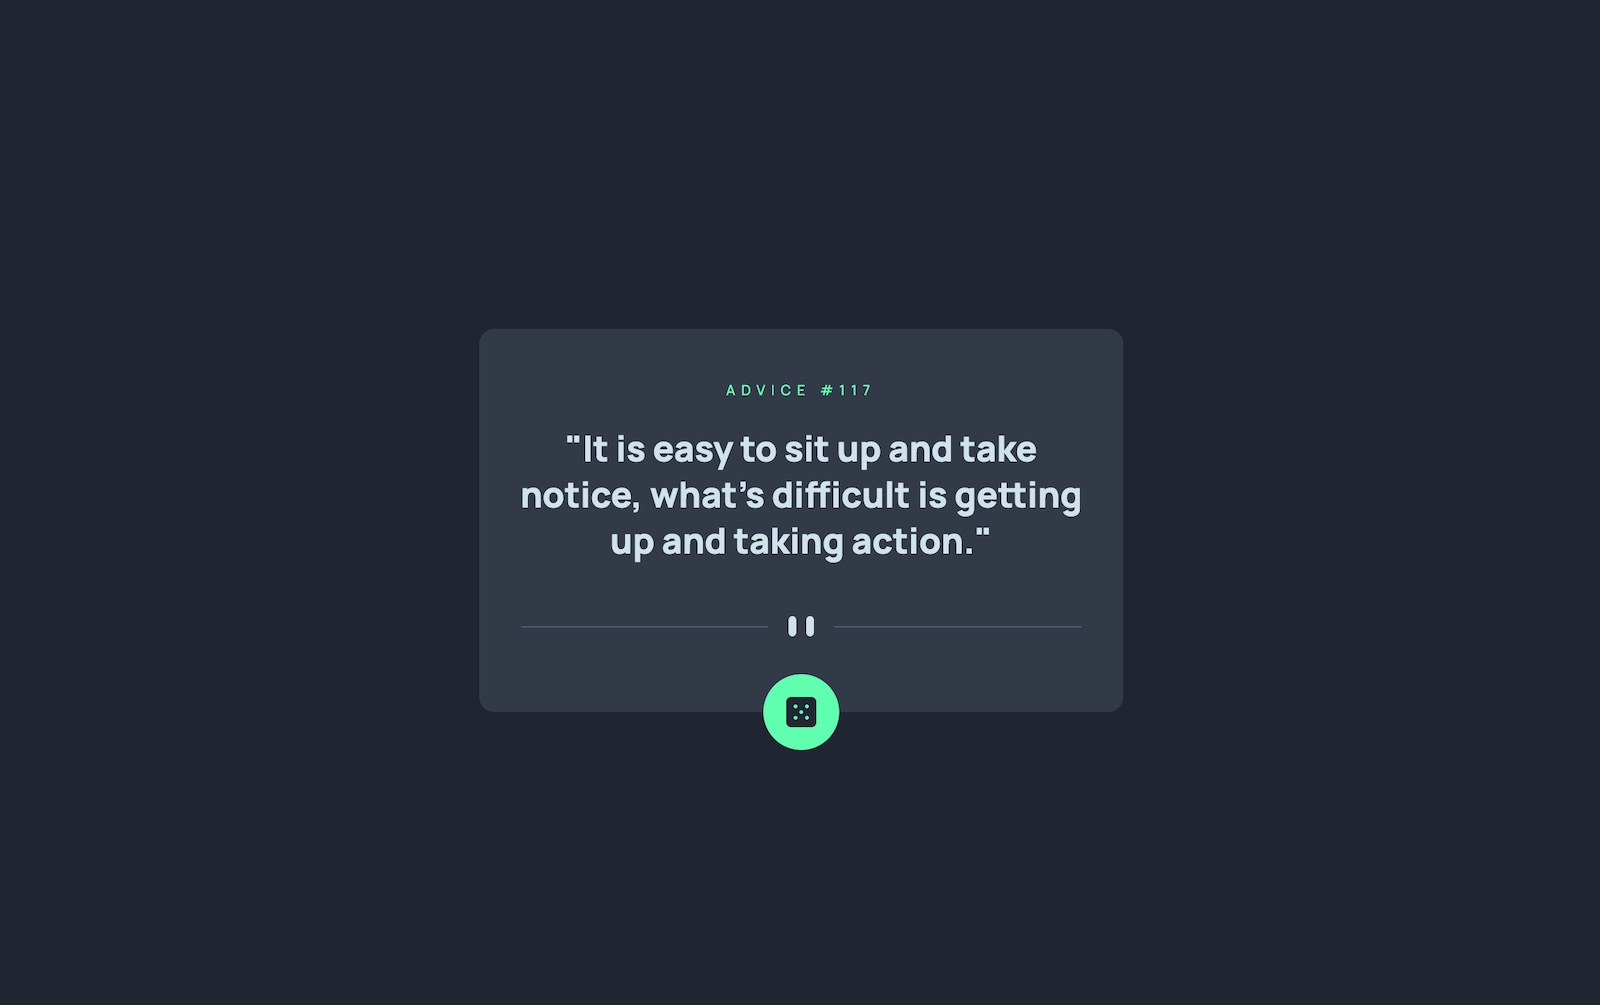 ADVICE #117
"It is easy to sit up and take
notice, what's difficult is getting
up and taking action."